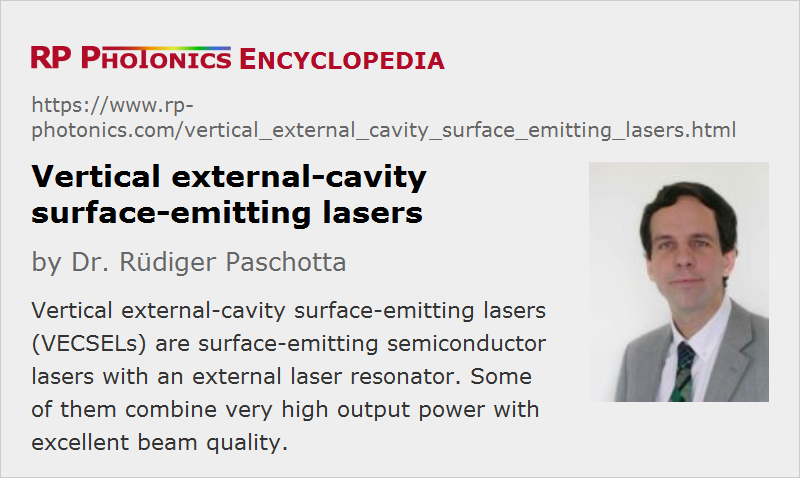 RP PHOTONICS ENCYCLOPEDIA
https://www.rp-
photonics.com/vertical_external_cavity_surface_emitting_lasers.html
Vertical external-cavity
surface-emitting lasers
by Dr. Rüdiger Paschotta
Vertical external-cavity surface-emitting lasers
(VECSELs) are surface-emitting semiconductor
lasers with an external laser resonator. Some
of them combine very high output power with
excellent beam quality.